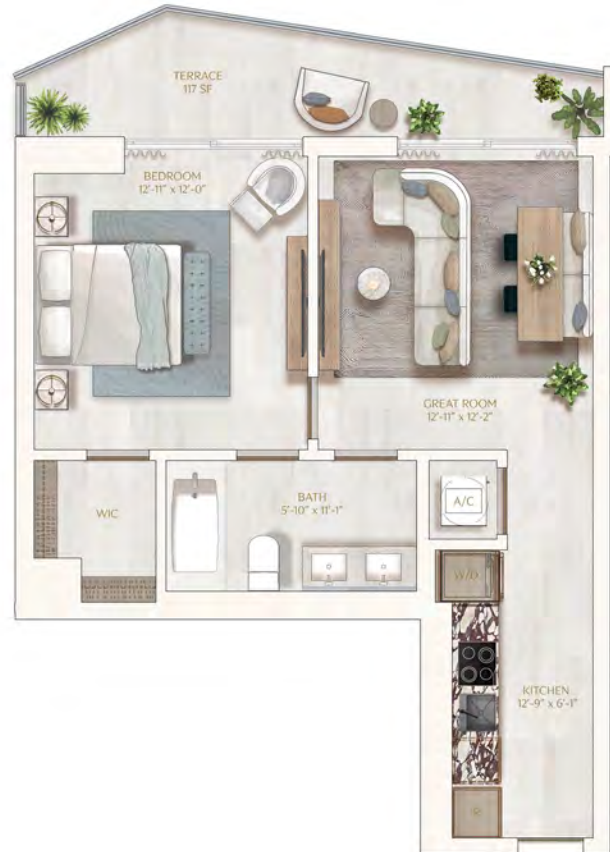 TERRACE
117 SF
BEDROOM
12'-11" x 12'-0"
GREAT ROOM
12'-11" x 12'-2"
WIC
BATH
5'-10" x 11'-1"
A/C
W/D
KITCHEN
12'-9" x 6'-1"
R